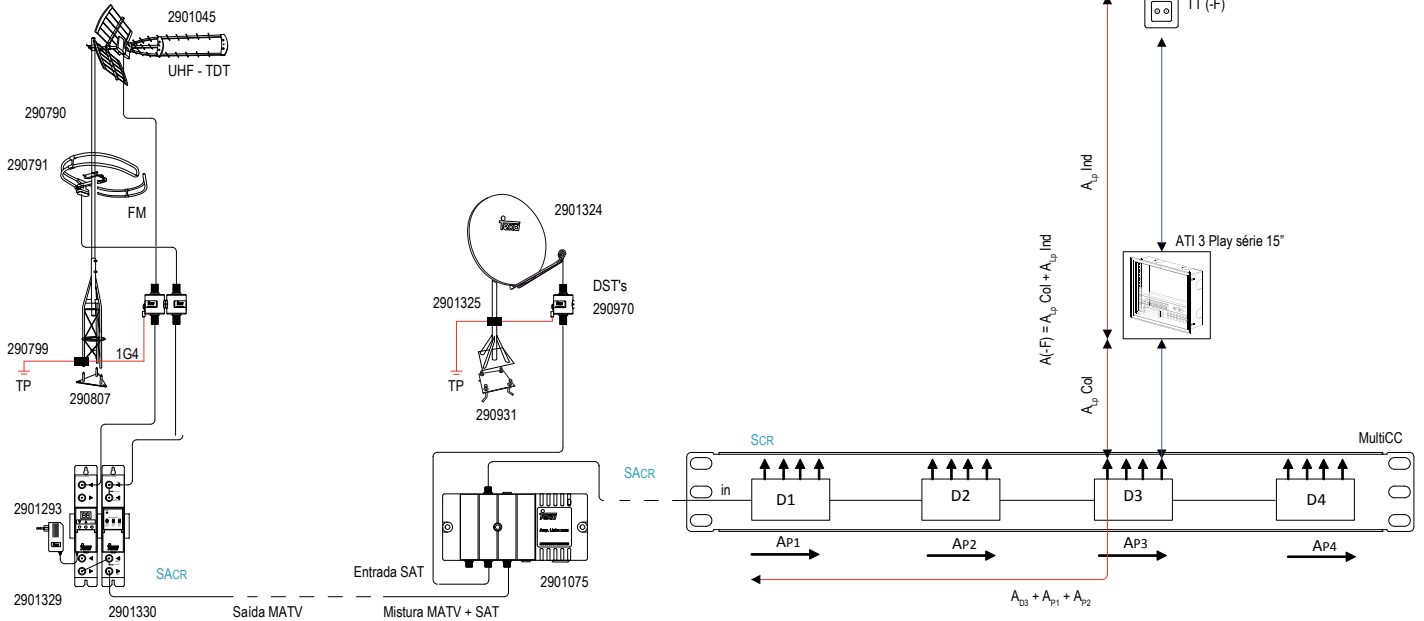 2901045
UHF - TDT
290790
290791
FM
290799
1G4
TP
290807
2901293
2901329
2901330
SACR
Saída MATV
2901324
DST's
290970
2901325
TP
290931
Entrada SAT
2901075
Mistura MATV + SAT
SACR
TT (-F)
ALp Ind
ATI 3 Play série 15”
A(-F) = ALp Col + ALp Ind
ALp Col
SCR
MultiCC
in
D1
D2
D3
D4
AP1
AP2
AP3
AP4
AD3 + AP1 + AP2